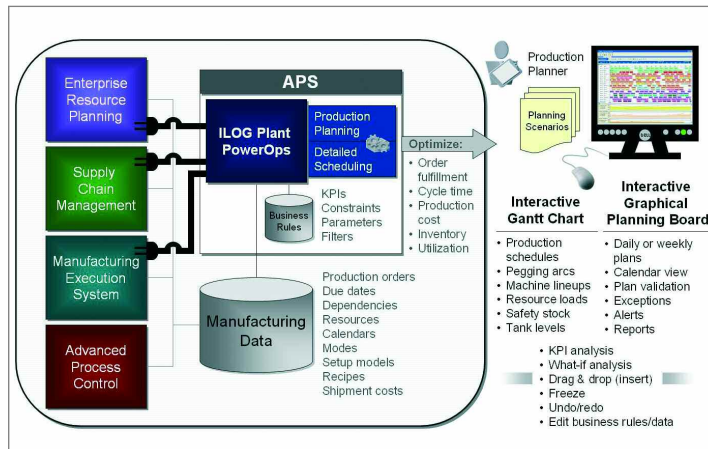 Enterprise
Resource
Planning
Supply
Chain
Management
Manufacturing
Execution
System
Advanced
Process
Control
APS
ILOG Plant
PowerOps
Production
Planning
Detailed
Scheduling
Business
Rules
KPIs
Constraints
Parameters
Filters
Manufacturing
Data
Production orders
Due dates
Dependencies
Resources
Calendars
Modes
Setup models
Recipes
Shipment costs
Optimize:
• Order
fulfillment
• Cycle time
• Production
cost
• Inventory
• Utilization
Production
Planner
Planning
Scenarios
DELL
Interactive
Gantt Chart
• Production
schedules
• Pegging arcs
• Machine lineups
• Resource loads
• Safety stock
• Tank levels
Interactive
Graphical
Planning Board
• Daily or weekly
plans
• Calendar view
• Plan validation
• Exceptions
• Alerts
• Reports
• KPI analysis
• What-if analysis
• Drag & drop (insert)
• Freeze
• Undo/redo
• Edit business rules/data